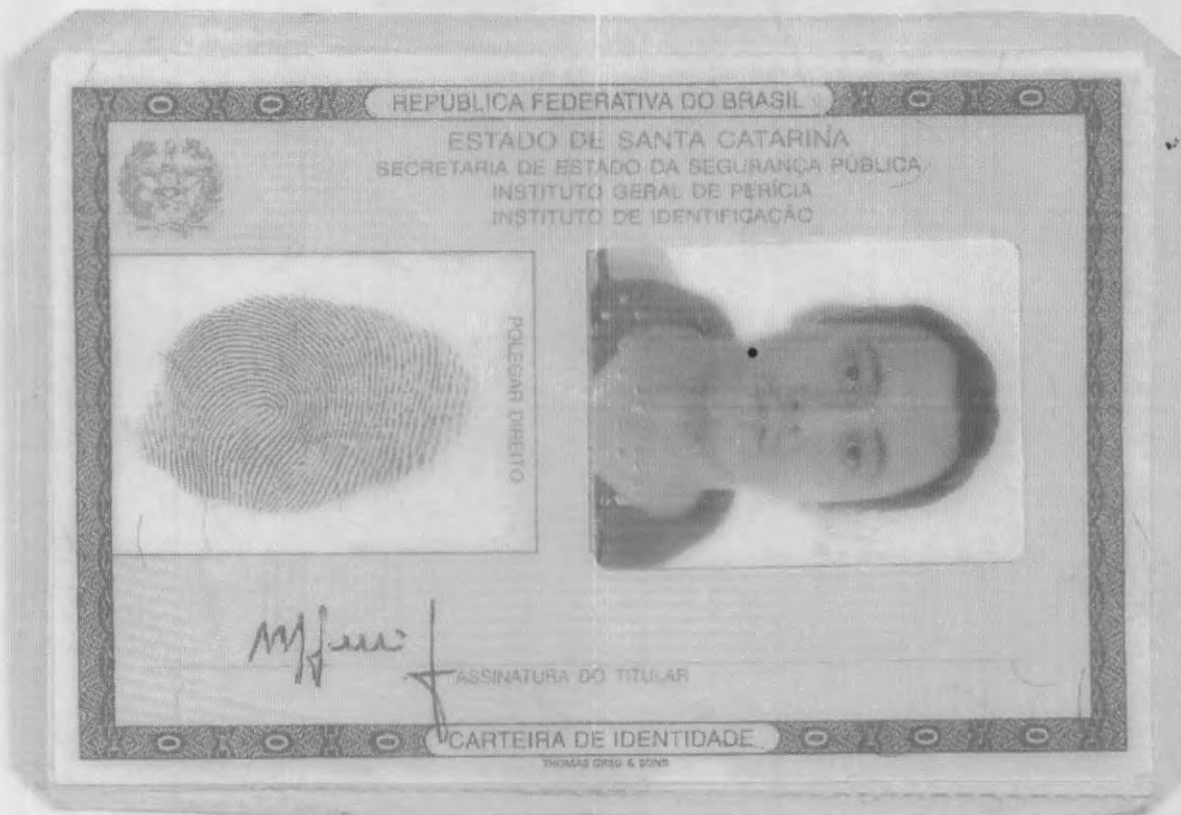 REPÚBLICA FEDERATIVA DO BRASIL
ESTADO DE SANTA CATARINA
SECRETARIA DE ESTADO DA SEGURANÇA PÚBLICA
INSTITUTO GERAL DE PERÍCIA
INSTITUTO DE IDENTIFICAÇÃO
POLEGAR DIREITO
ASSINATURA DO TITULAR
CARTEIRA DE IDENTIDADE
THOMAS GREG & SONS